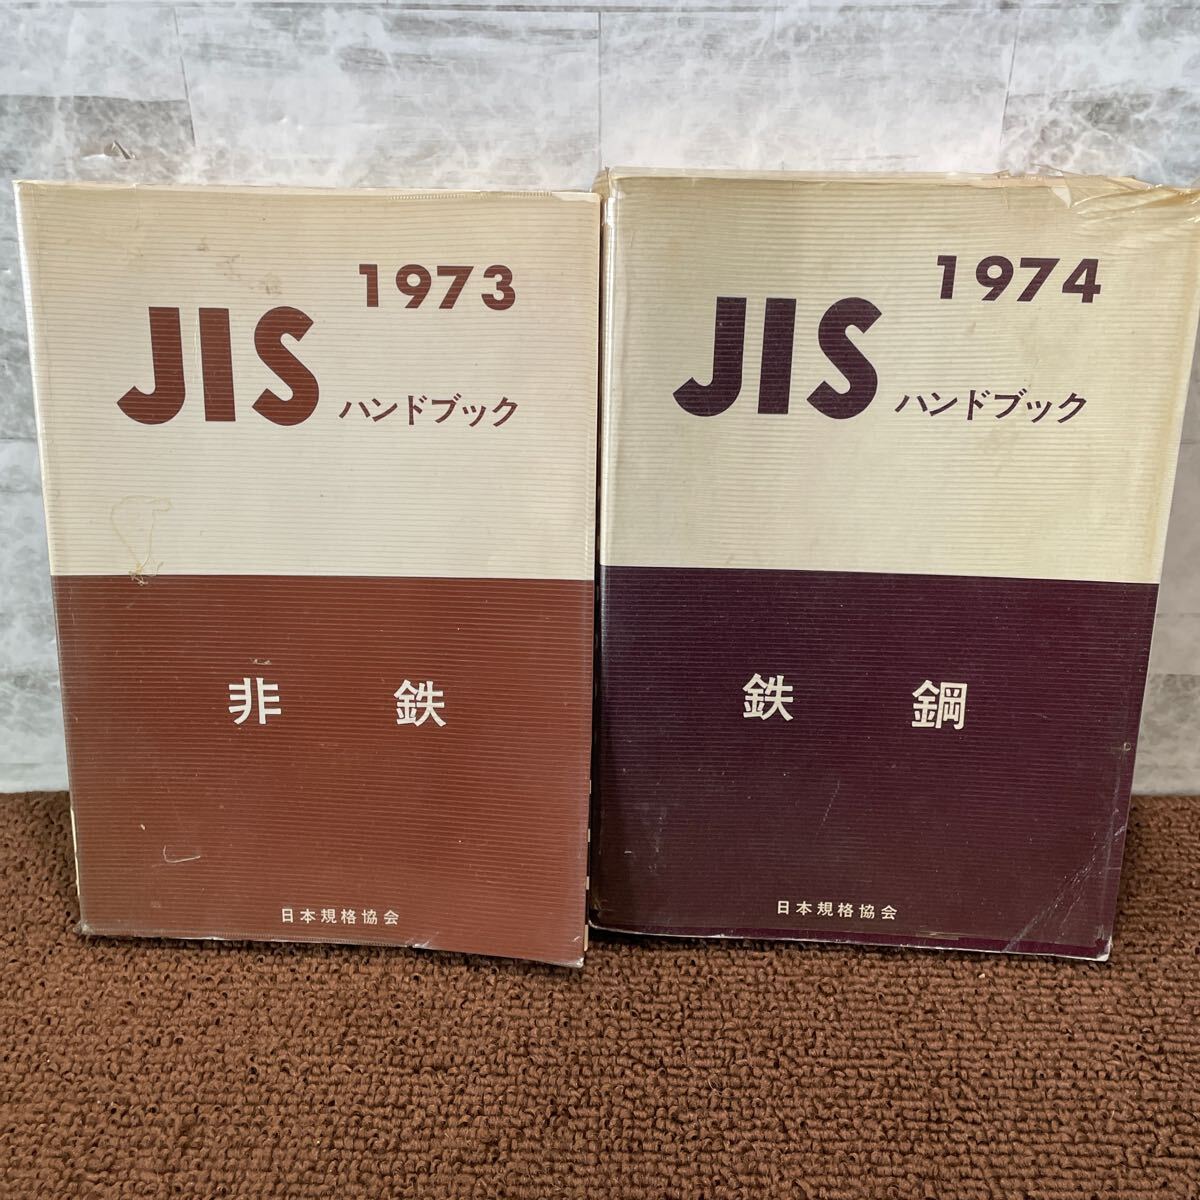 1973
JIS ハンドブック
非 鉄
日本規格協会
1974
JIS ハンドブック
鉄 鋼
日本規格協会